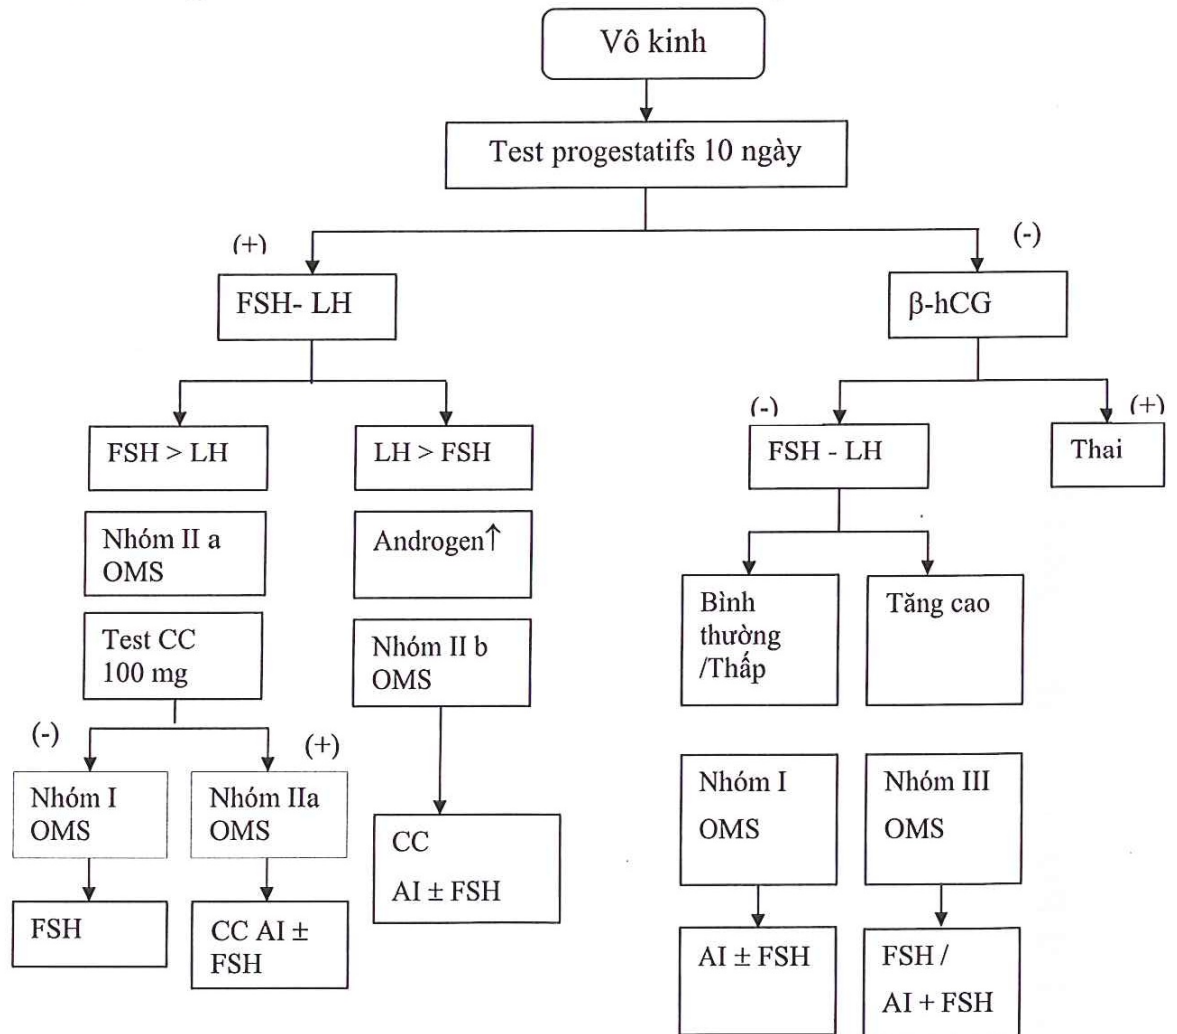 Vô kinh
Test progestatifs 10 ngày
(+)
(-)
FSH- LH
β-hCG
(-)
(+)
FSH > LH
LH > FSH
FSH - LH
Thai
Nhóm II a
OMS
Androgen↑
Bình
thường
/Thấp
Tăng cao
Test CC
100 mg
Nhóm II b
OMS
(-)
(+)
Nhóm I
OMS
Nhóm IIa
OMS
Nhóm I
OMS
Nhóm III
OMS
CC
AI ± FSH
FSH
CC AI ±
FSH
AI ± FSH
FSH /
AI + FSH